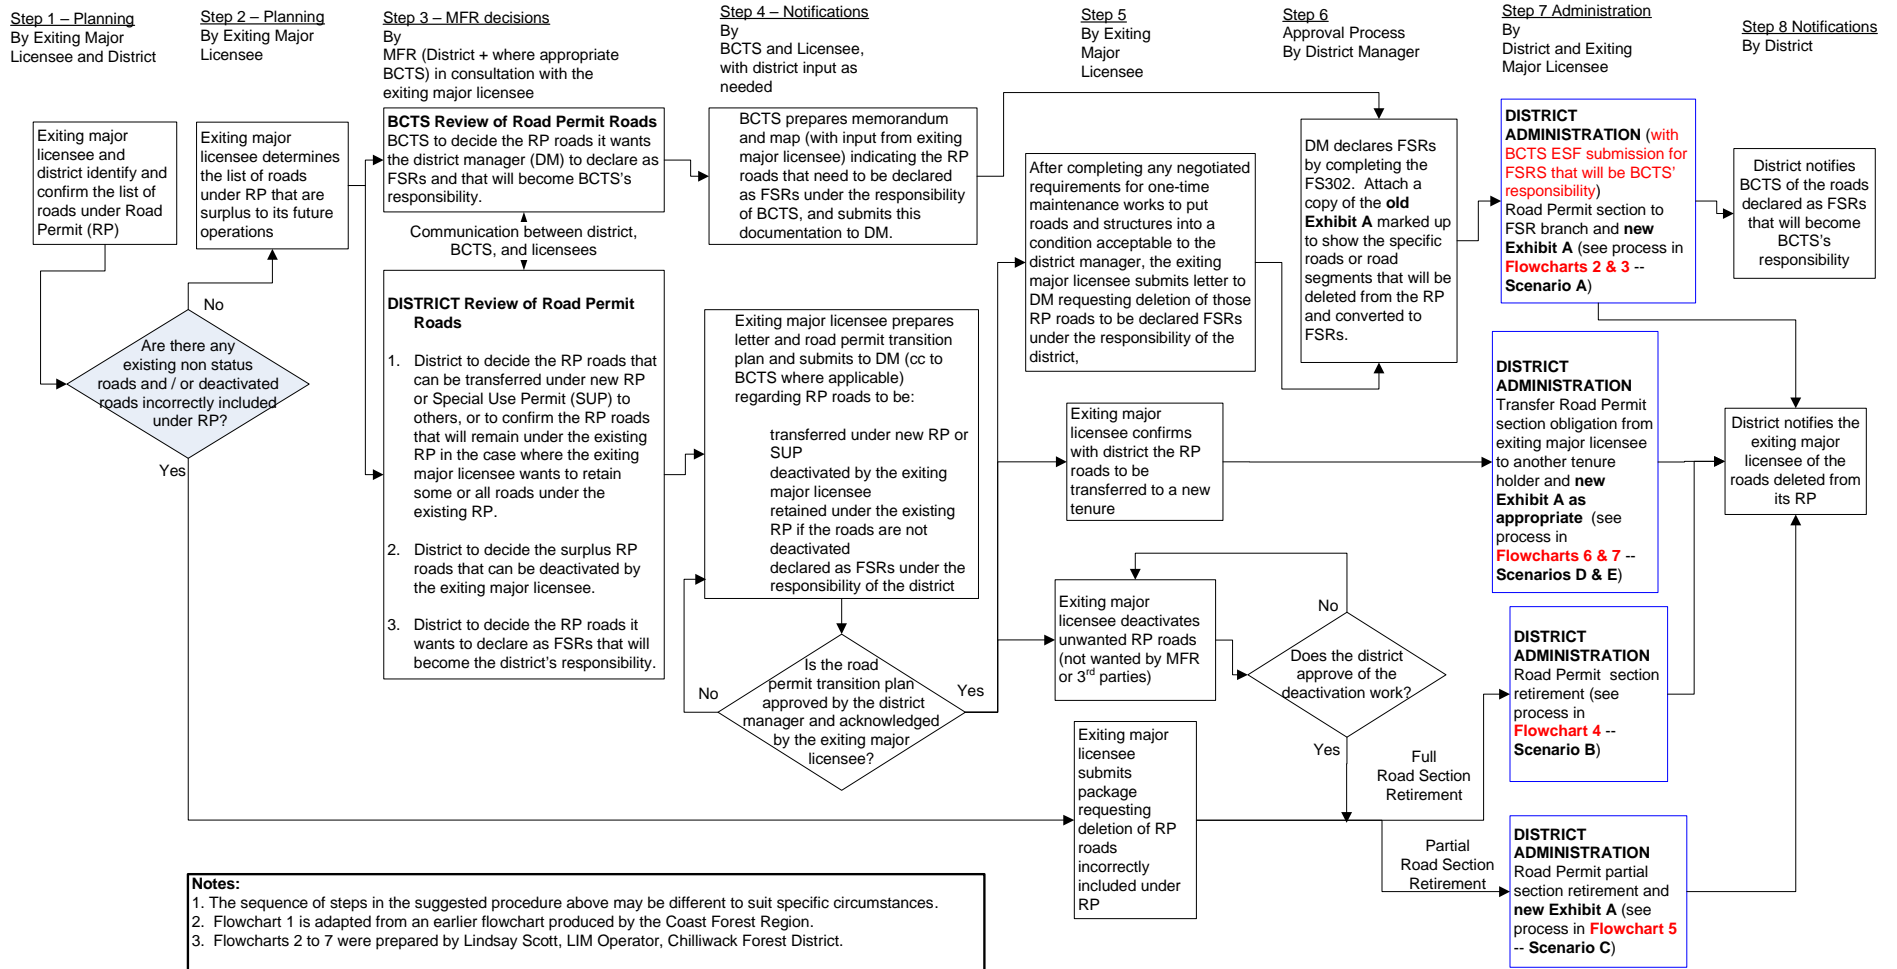 Step 1 – Planning
By Exiting Major
Licensee and District
Step 2 – Planning
By Exiting Major
Licensee
Step 3 – MFR decisions
By
MFR (District + where appropriate
BCTS) in consultation with the
exiting major licensee
Step 4 – Notifications
By
BCTS and Licensee,
with district input as
needed
Step 5
By Exiting
Major
Licensee
Step 6
Approval Process
By District Manager
Step 7 Administration
By
District and Exiting
Major Licensee
Step 8 Notifications
By District
Exiting major
licensee and
district identify and
confirm the list of
roads under Road
Permit (RP)
Exiting major
licensee determines
the list of roads
under RP that are
surplus to its future
operations
BCTS Review of Road Permit Roads
BCTS to decide the RP roads it wants
the district manager (DM) to declare as
FSRs and that will become BCTS's
responsibility.
Communication between district,
BCTS, and licensees
BCTS prepares memorandum
and map (with input from exiting
major licensee) indicating the RP
roads that need to be declared
as FSRs under the responsibility
of BCTS, and submits this
documentation to DM.
After completing any negotiated
requirements for one-time
maintenance works to put
roads and structures into a
condition acceptable to the
district manager, the exiting
major licensee submits letter to
DM requesting deletion of those
RP roads to be declared FSRs
under the responsibility of the
district,
DM declares FSRs
by completing the
FS302. Attach a
copy of the old
Exhibit A marked up
to show the specific
roads or road
segments that will be
deleted from the RP
and converted to
FSRs.
DISTRICT
ADMINISTRATION (with
BCTS ESF submission for
FSRS that will be BCTS'
responsibility)
Road Permit section to
FSR branch and new
Exhibit A (see process in
Flowcharts 2 & 3 --
Scenario A)
District notifies
BCTS of the roads
declared as FSRs
that will become
BCTS's
responsibility
No
Are there any
existing non status
roads and / or deactivated
roads incorrectly included
under RP?
Yes
DISTRICT Review of Road Permit
Roads
1. District to decide the RP roads that
can be transferred under new RP
or Special Use Permit (SUP) to
others, or to confirm the RP roads
that will remain under the existing
RP in the case where the exiting
major licensee wants to retain
some or all roads under the
existing RP.
2. District to decide the surplus RP
roads that can be deactivated by
the exiting major licensee.
3. District to decide the RP roads it
wants to declare as FSRs that will
become the district's responsibility.
Exiting major licensee prepares
letter and road permit transition
plan and submits to DM (cc to
BCTS where applicable)
regarding RP roads to be:
transferred under new RP or
SUP
deactivated by the exiting
major licensee
retained under the existing
RP if the roads are not
deactivated
declared as FSRs under the
responsibility of the district
No
Is the road
permit transition plan
approved by the district
manager and acknowledged
by the exiting major
licensee?
Yes
Exiting major
licensee confirms
with district the RP
roads to be
transferred to a new
tenure
DISTRICT
ADMINISTRATION
Transfer Road Permit
section obligation from
exiting major licensee
to another tenure
holder and new
Exhibit A as
appropriate (see
process in
Flowcharts 6 & 7 --
Scenarios D & E)
District notifies the
exiting major
licensee of the
roads deleted from
its RP
Exiting major
licensee deactivates
unwanted RP roads
(not wanted by MFR
or 3rd parties)
No
Does the district
approve of the
deactivation work?
Yes
DISTRICT
ADMINISTRATION
Road Permit section
retirement (see
process in
Flowchart 4 --
Scenario B)
Exiting major
licensee
submits
package
requesting
deletion of RP
roads
incorrectly
included under
RP
Full
Road Section
Retirement
Partial
Road Section
Retirement
DISTRICT
ADMINISTRATION
Road Permit partial
section retirement and
new Exhibit A (see
process in Flowchart 5
-- Scenario C)
Notes:
1. The sequence of steps in the suggested procedure above may be different to suit specific circumstances.
2. Flowchart 1 is adapted from an earlier flowchart produced by the Coast Forest Region.
3. Flowcharts 2 to 7 were prepared by Lindsay Scott, LIM Operator, Chilliwack Forest District.